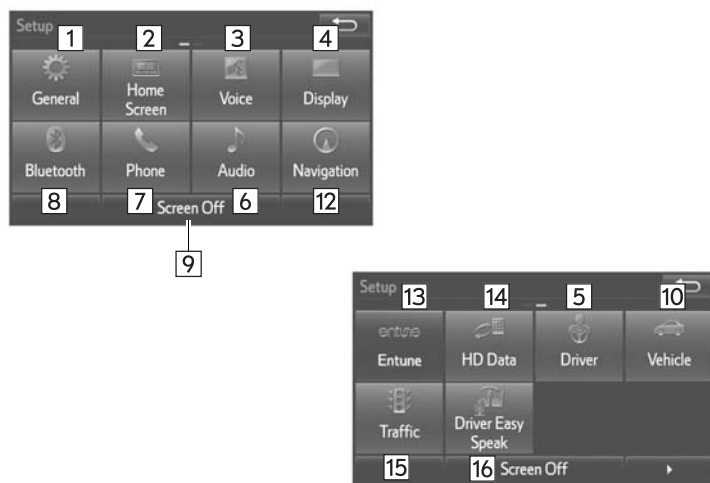 Setup
1 2 3 4
General Home Screen Voice Display
Bluetooth Phone Audio Navigation
8 7 Screen Off 6 12
9
Setup
13 14 5 10
entune
Entune HD Data Driver Vehicle
Traffic Driver Easy Speak
15 16 Screen Off